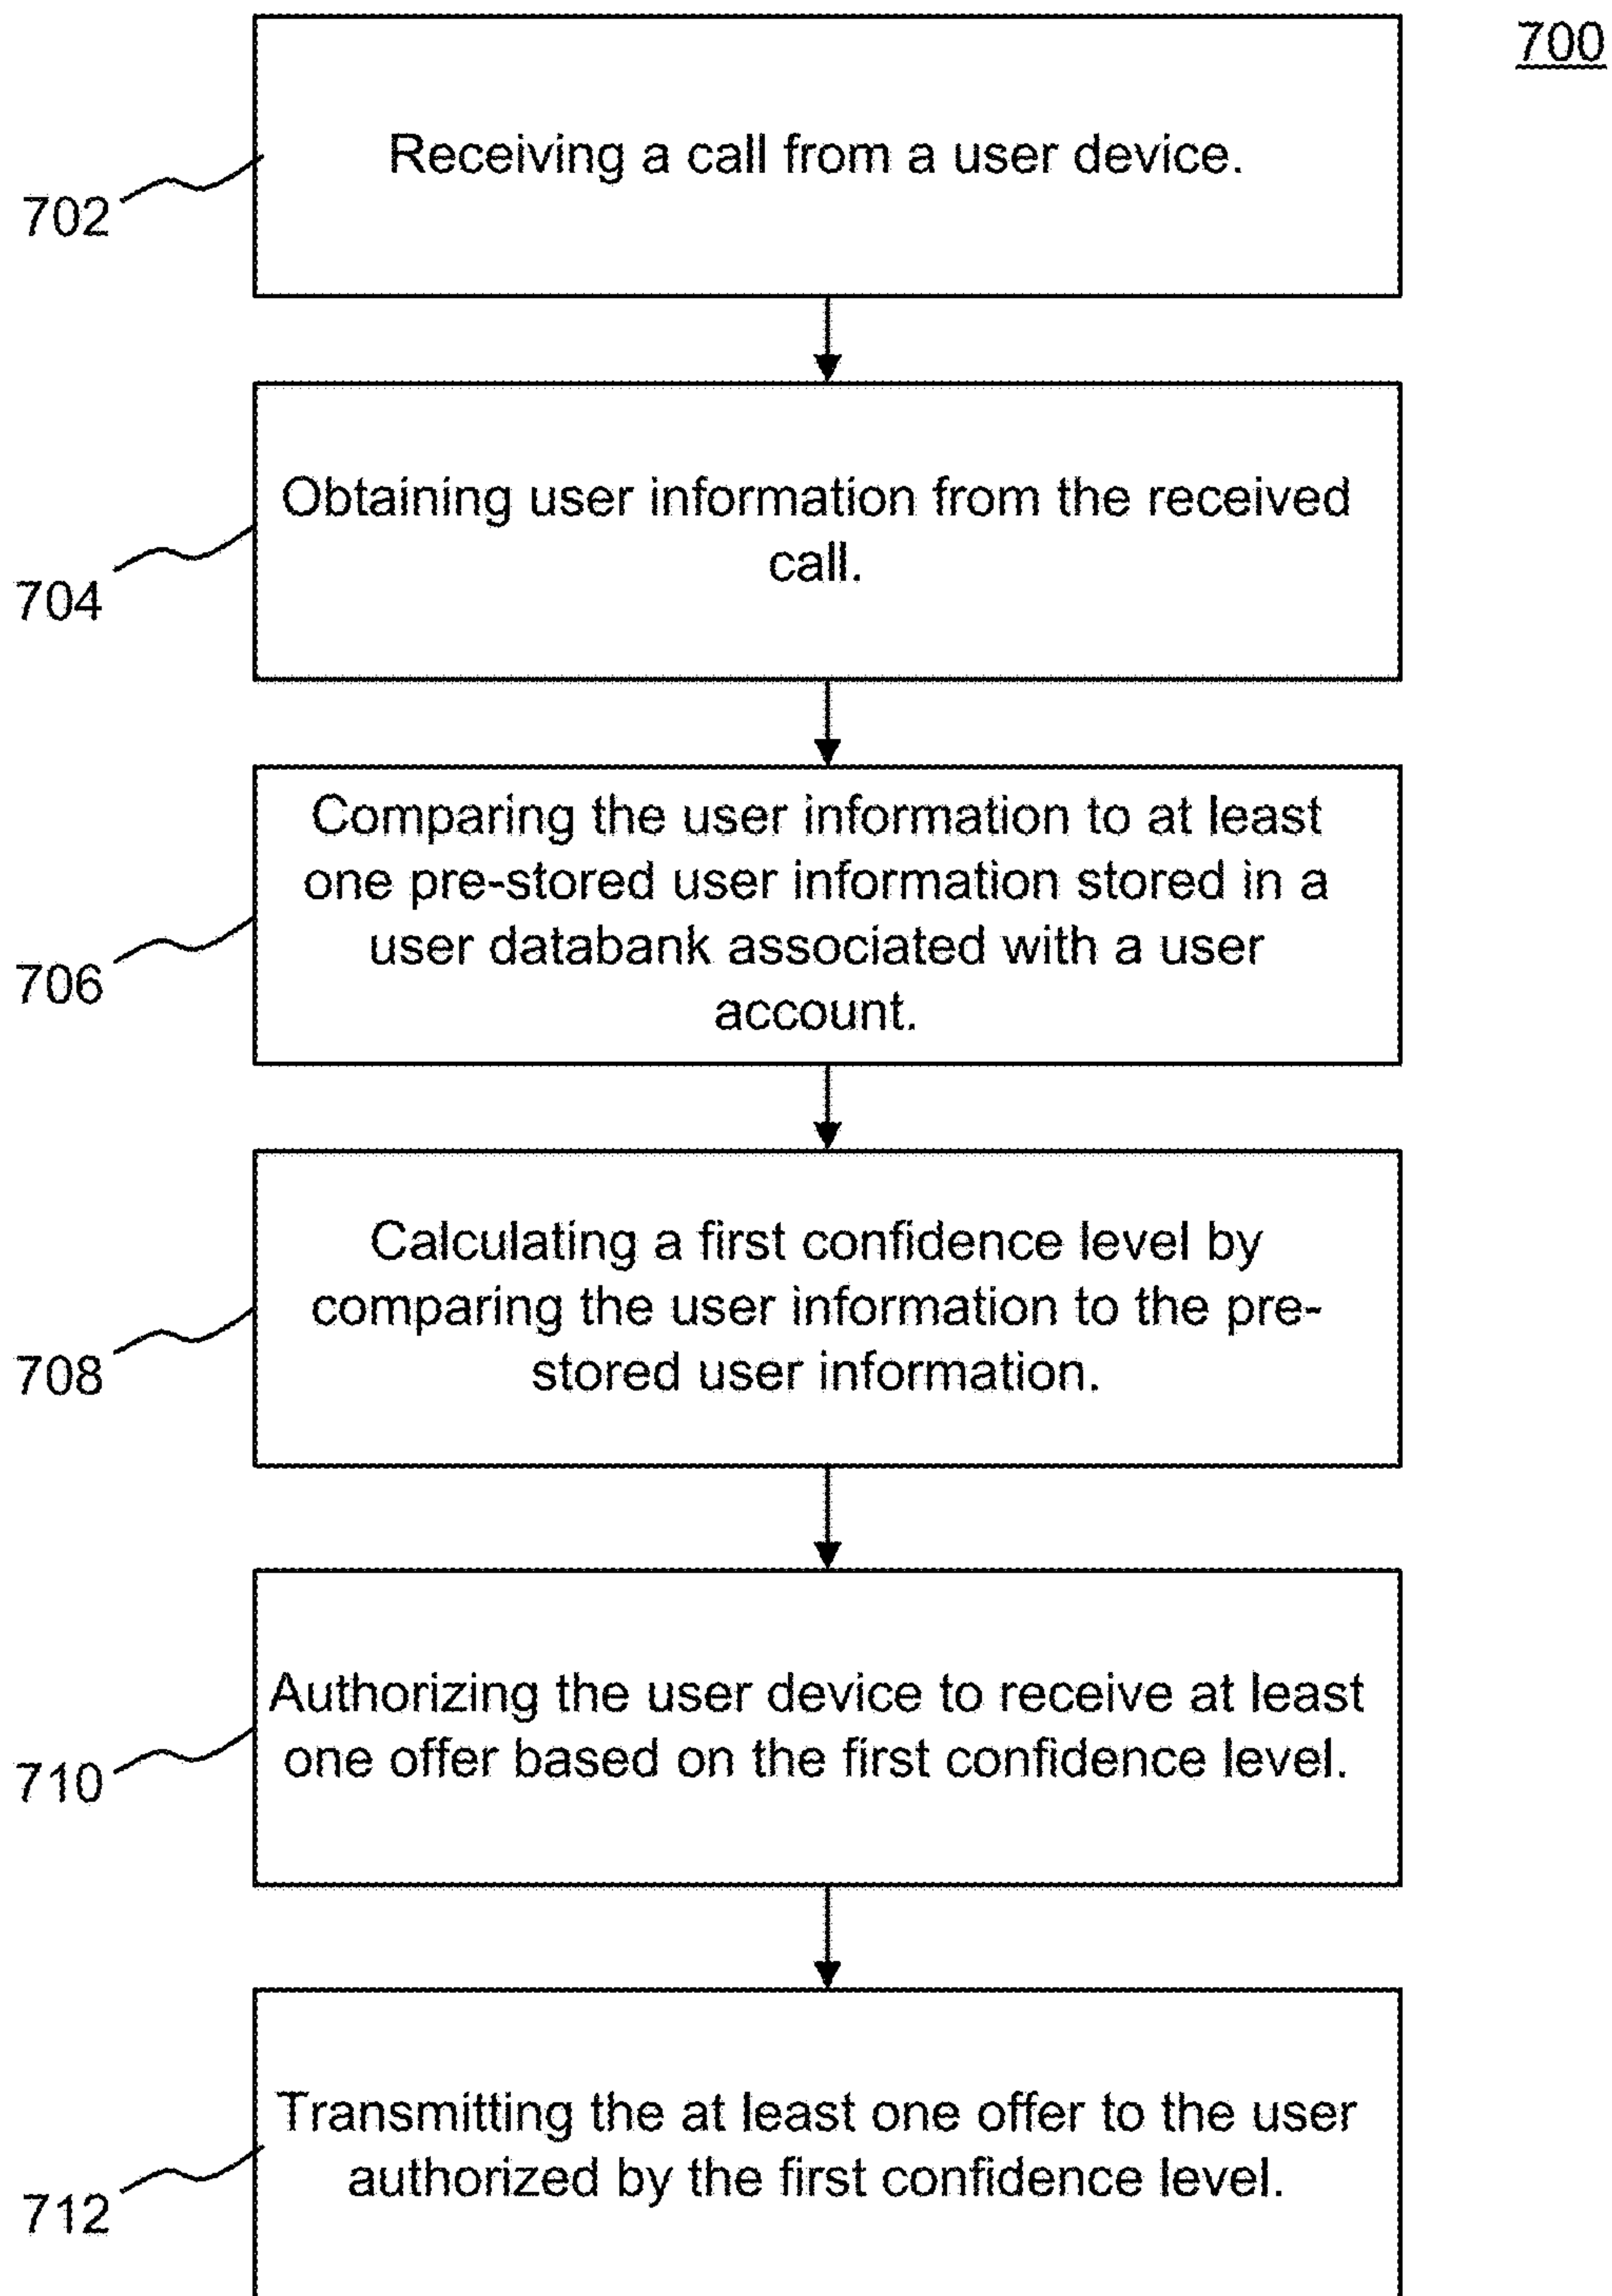 700
Receiving a call from a user device.
702
Obtaining user information from the received
call.
704
Comparing the user information to at least
one pre-stored user information stored in a
user databank associated with a user
account.
706
Calculating a first confidence level by
comparing the user information to the pre-
stored user information.
708
Authorizing the user device to receive at least
one offer based on the first confidence level.
710
Transmitting the at least one offer to the user
authorized by the first confidence level.
712